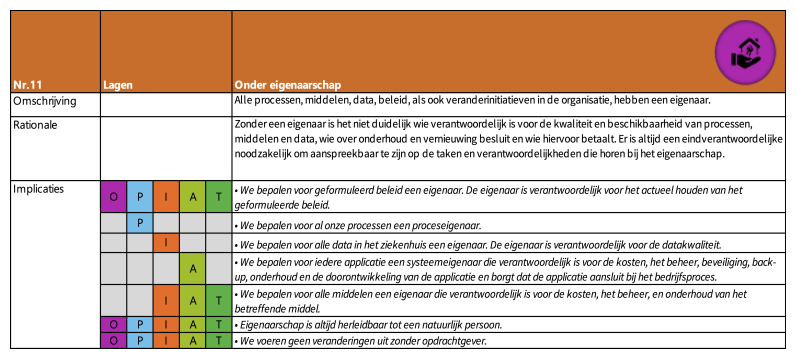 Nr.11 Lagen Onder eigenaarschap
Omschrijving Alle processen, middelen, data, beleid, als ook veranderinitiatieven in de organisatie, hebben een eigenaar.
Rationale Zonder een eigenaar is het niet duidelijk wie verantwoordelijk is voor de kwaliteit en beschikbaarheid van processen,
middelen en data, wie over onderhoud en vernieuwing besluit en wie hiervoor betaalt. Er is altijd een eindverantwoordelijke
noodzakelijk om aanspreekbaar te zijn op de taken en verantwoordelijkheden die horen bij het eigenaarschap.
Implicaties O P I A T • We bepalen voor geformuleerd beleid een eigenaar. De eigenaar is verantwoordelijk voor het actueel houden van het
geformuleerde beleid.
P • We bepalen voor al onze processen een proceseigenaar.
I • We bepalen voor alle data in het ziekenhuis een eigenaar. De eigenaar is verantwoordelijk voor de datakwaliteit.
A • We bepalen voor iedere applicatie een systeemeigenaar die verantwoordelijk is voor de kosten, het beheer, beveiliging, back-
up, onderhoud en de doorontwikkeling van de applicatie en borgt dat de applicatie aansluit bij het bedrijfsproces.
I A T • We bepalen voor alle middelen een eigenaar die verantwoordelijk is voor de kosten, het beheer, en onderhoud van het
betreffende middel.
O P I A T • Eigenaarschap is altijd herleidbaar tot een natuurlijk persoon.
O P I A T • We voeren geen veranderingen uit zonder opdrachtgever.